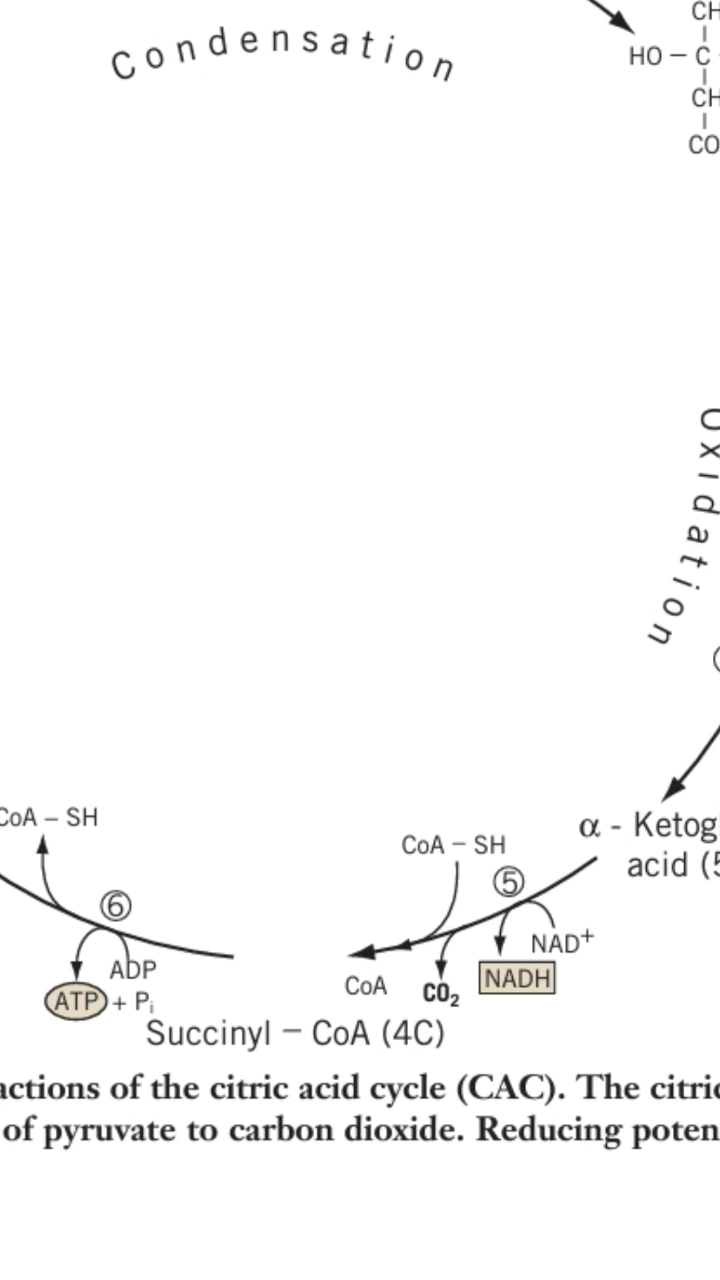 Condensation
CH
HO – C
CH
CO
Oxidation
CoA – SH
α - Ketog
acid (5
CoA – SH
⑤
⑥
NAD+
ADP
NADH
CoA
CO2
ATP + Pi
Succinyl – CoA (4C)
actions of the citric acid cycle (CAC). The citric
of pyruvate to carbon dioxide. Reducing poten